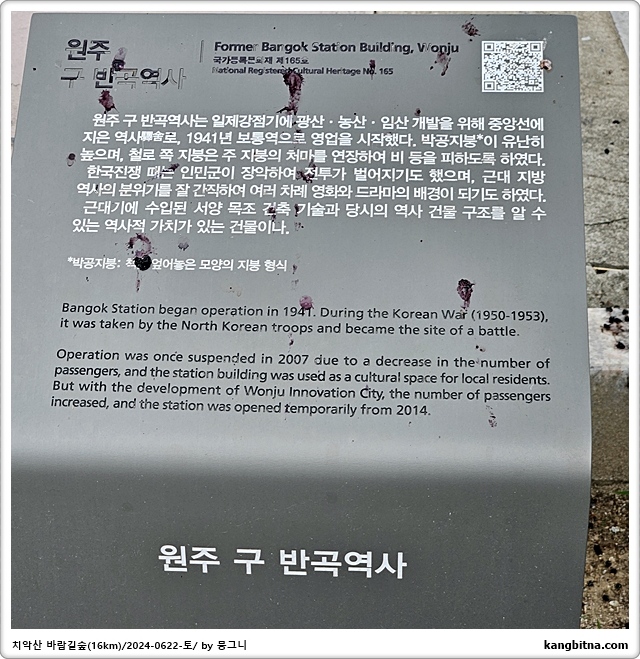 원주
구 반곡역사
Former Bangok Station Building, Wonju
국가등록문화재 제165호
National Registered Cultural Heritage No. 165
원주 구 반곡역사는 일제강점기에 광산 · 농산 · 임산 개발을 위해 중앙선에
지은 역사驛舍로, 1941년 보통역으로 영업을 시작했다. 박공지붕*이 유난히
높으며, 철로 쪽 지붕은 주 지붕의 처마를 연장하여 비 등을 피하도록 하였다.
한국전쟁 때는 인민군이 장악하여 전투가 벌어지기도 했으며, 근대 지방
역사의 분위기를 잘 간직하여 여러 차례 영화와 드라마의 배경이 되기도 하였다.
근대기에 수입된 서양 목조 건축 기술과 당시의 역사 건물 구조를 알 수
있는 역사적 가치가 있는 건물이다.
*박공지붕: 엎어놓은 모양의 지붕 형식
Bangok Station began operation in 1941. During the Korean War (1950-1953),
it was taken by the North Korean troops and became the site of a battle.
Operation was once suspended in 2007 due to a decrease in the number of
passengers, and the station building was used as a cultural space for local residents.
But with the development of Wonju Innovation City, the number of passengers
increased, and the station was opened temporarily from 2014.
원주 구 반곡역사
치악산 바람길숲(16km)/2024-0622-토/ by 뭉그니
kangbitna.com